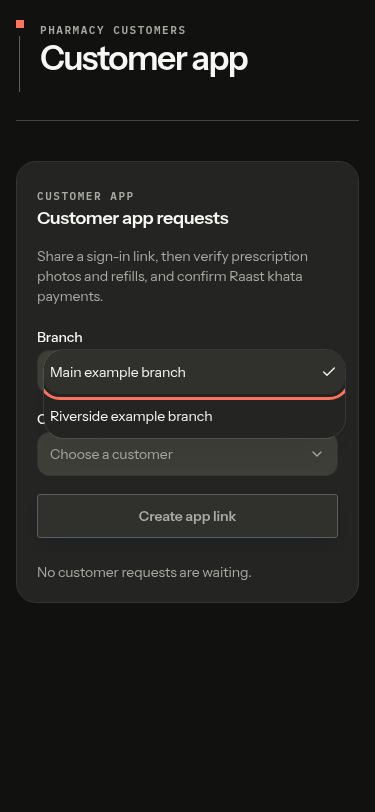 PHARMACY CUSTOMERS
Customer app
CUSTOMER APP
Customer app requests
Share a sign-in link, then verify prescription
photos and refills, and confirm Raast khata
payments.
Branch
Main example branch
Riverside example branch
Choose a customer
Create app link
No customer requests are waiting.